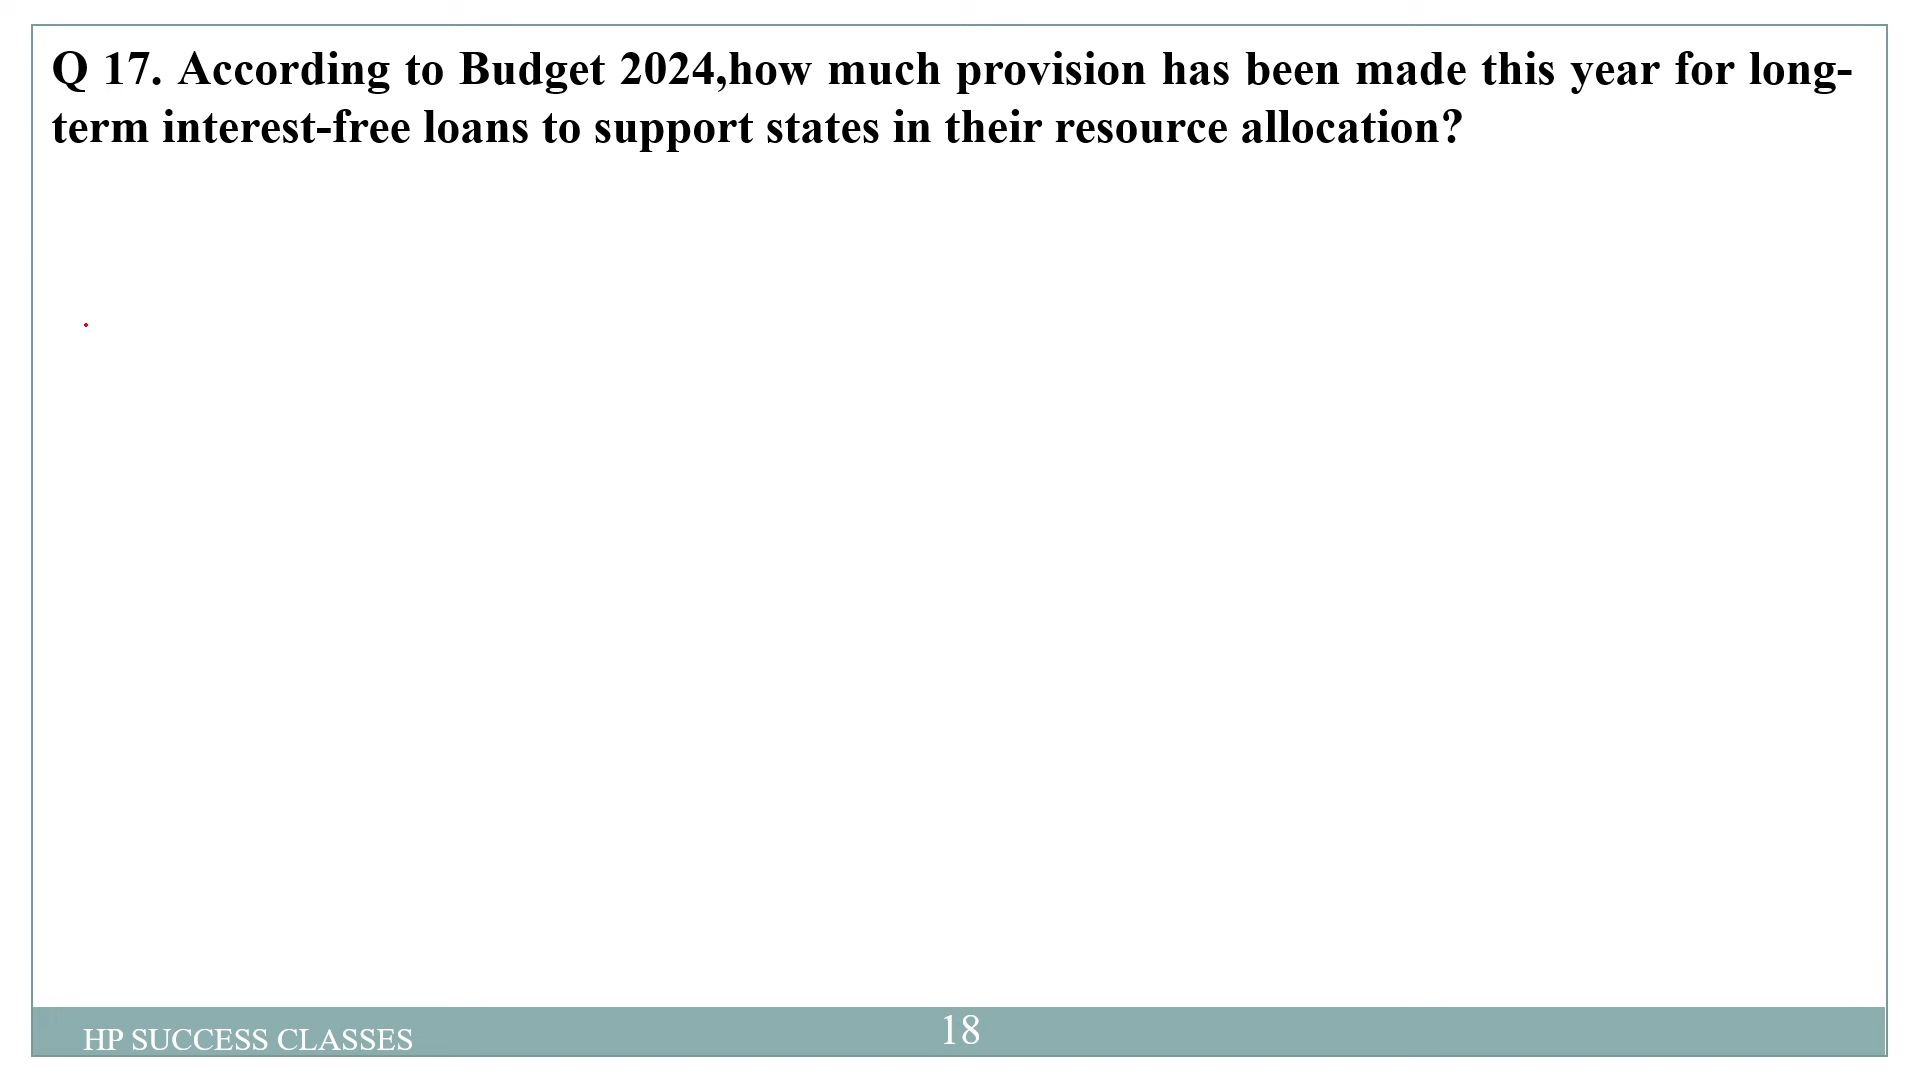 Q 17. According to Budget 2024,how much provision has been made this year for long-
term interest-free loans to support states in their resource allocation?
HP SUCCESS CLASSES
18